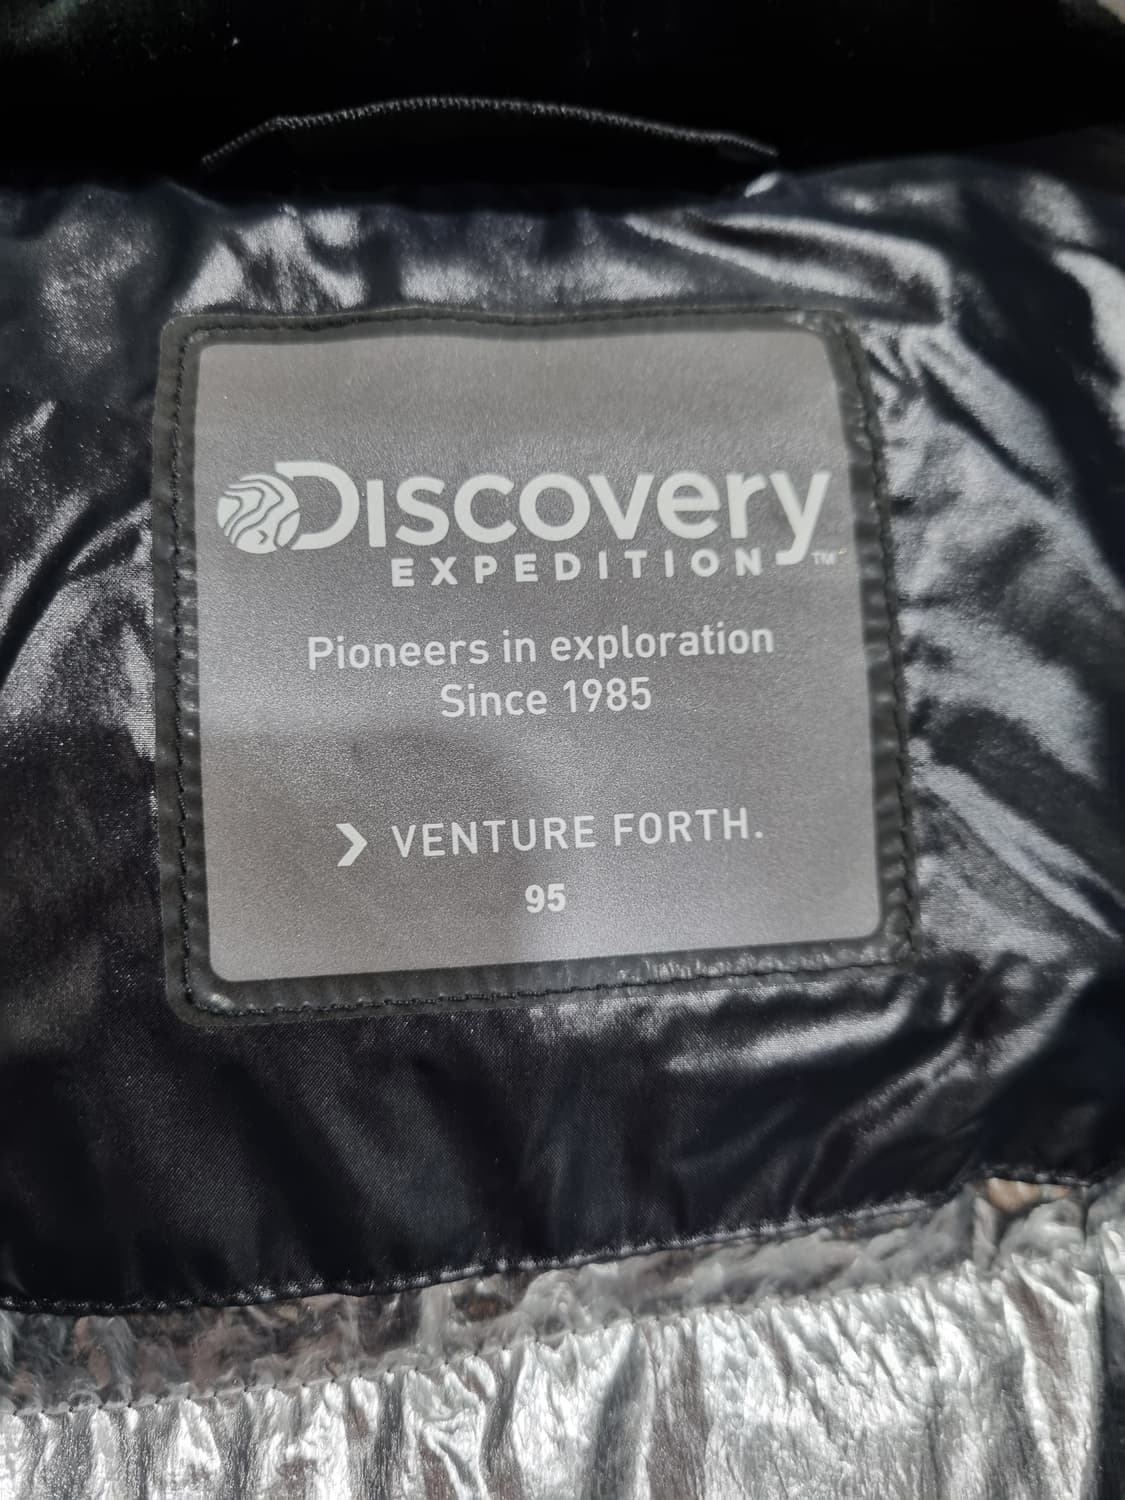 Discovery
EXPEDITION™
Pioneers in exploration
Since 1985
❯ VENTURE FORTH.
95